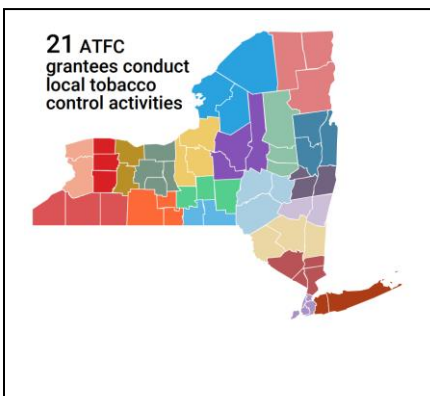 21 ATFC
grantees conduct
local tobacco
control activities